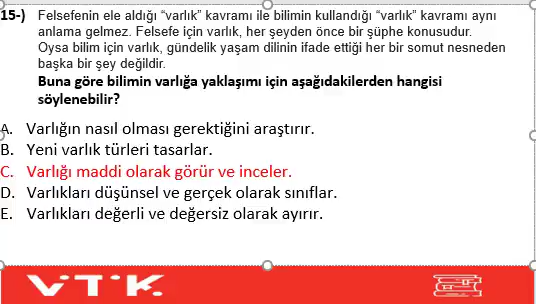 15-) Felsefenin ele aldığı “varlık” kavramı ile bilimin kullandığı “varlık” kavramı aynı
anlama gelmez. Felsefe için varlık, her şeyden önce bir şüphe konusudur.
Oysa bilim için varlık, gündelik yaşam dilinin ifade ettiği her bir somut nesneden
başka bir şey değildir.
Buna göre bilimin varlığa yaklaşımı için aşağıdakilerden hangisi
söylenebilir?
A. Varlığın nasıl olması gerektiğini araştırır.
B. Yeni varlık türleri tasarlar.
C. Varlığı maddi olarak görür ve inceler.
D. Varlıkları düşünsel ve gerçek olarak sınıflar.
E. Varlıkları değerli ve değersiz olarak ayırır.
VTK